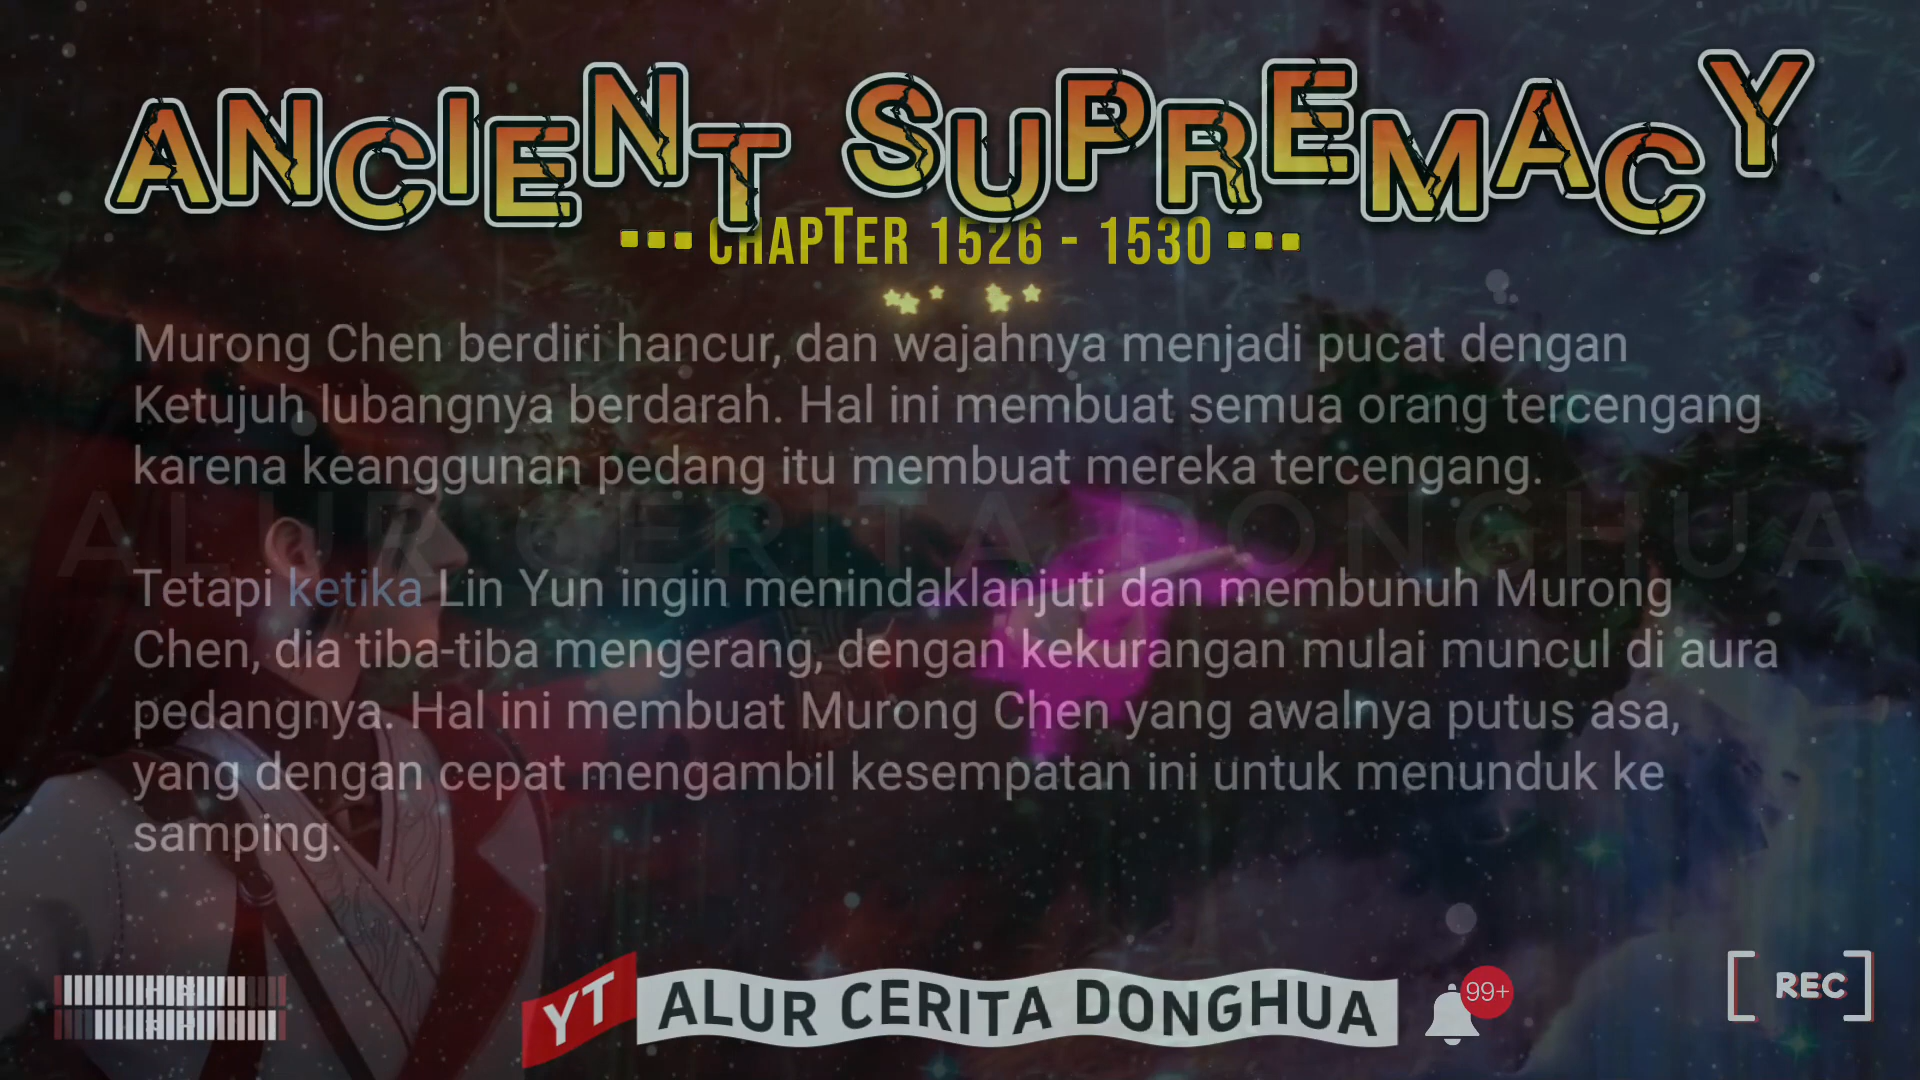 ANCIENT SUPREMACY
CHAPTER 1526 - 1530
Murong Chen berdiri hancur, dan wajahnya menjadi pucat dengan
Ketujuh lubangnya berdarah. Hal ini membuat semua orang tercengang
karena keanggunan pedang itu membuat mereka tercengang.
ALUR CERITA DONGHUA
Tetapi ketika Lin Yun ingin menindaklanjuti dan membunuh Murong
Chen, dia tiba-tiba mengerang, dengan kekurangan mulai muncul di aura
pedangnya. Hal ini membuat Murong Chen yang awalnya putus asa,
yang dengan cepat mengambil kesempatan ini untuk menunduk ke
samping.
YT ALUR CERITA DONGHUA 99+
REC